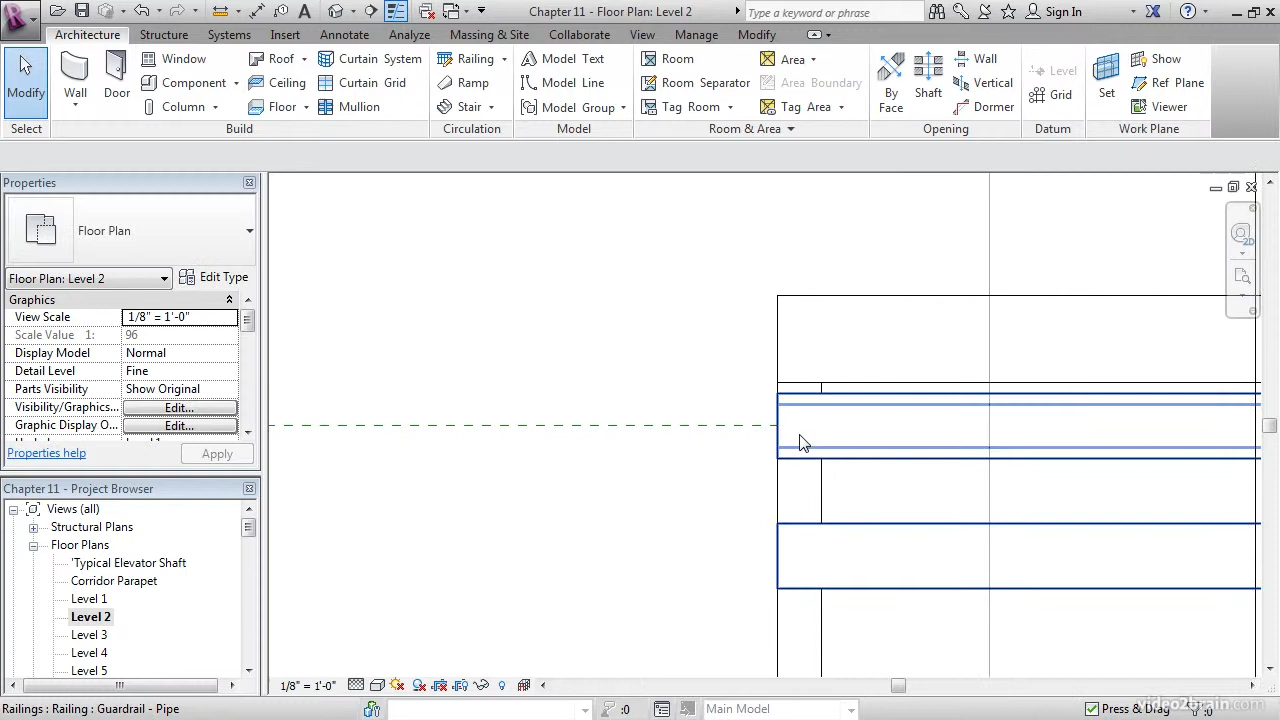 Chapter 11 - Floor Plan: Level 2
Type a keyword or phrase
Sign In
Architecture Structure Systems Insert Annotate Analyze Massing & Site Collaborate View Manage Modify
Modify
Wall
Door
Window
Component
Column
Roof
Ceiling
Floor
Curtain System
Curtain Grid
Mullion
Railing
Ramp
Stair
Model Text
Model Line
Model Group
Room
Room Separator
Tag Room
Area
Area Boundary
Tag Area
By Face
Shaft
Wall
Vertical
Dormer
Level
Grid
Set
Show
Ref Plane
Viewer
Select Build Circulation Model Room & Area Opening Datum Work Plane
Properties
Floor Plan
Floor Plan: Level 2
Edit Type
Graphics
View Scale 1/8" = 1'-0"
Scale Value 1: 96
Display Model Normal
Detail Level Fine
Parts Visibility Show Original
Visibility/Graphics... Edit...
Graphic Display O... Edit...
Properties help
Apply
2D
Chapter 11 - Project Browser
Views (all)
Structural Plans
Floor Plans
'Typical Elevator Shaft
Corridor Parapet
Level 1
Level 2
Level 3
Level 4
Level 5
1/8" = 1'-0"
Railings : Railing : Guardrail - Pipe
:0
Main Model
Press & Drag
:0
video2brain.com